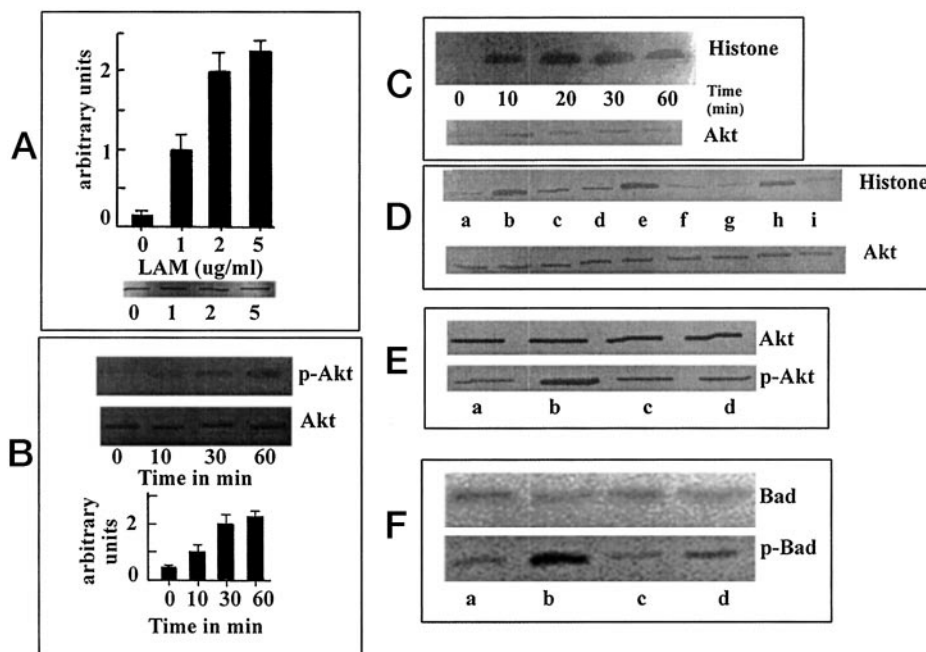 A
arbitrary units
2
1
0
0 1 2 5
LAM (ug/ml)
0 1 2 5
B
p-Akt
Akt
0 10 30 60
Time in min
arbitrary
units
2
0
0 10 30 60
Time in min
C
Histone
0 10 20 30 60 Time
(min)
Akt
D
Histone
a b c d e f g h i
Akt
E
Akt
p-Akt
a b c d
F
Bad
p-Bad
a b c d